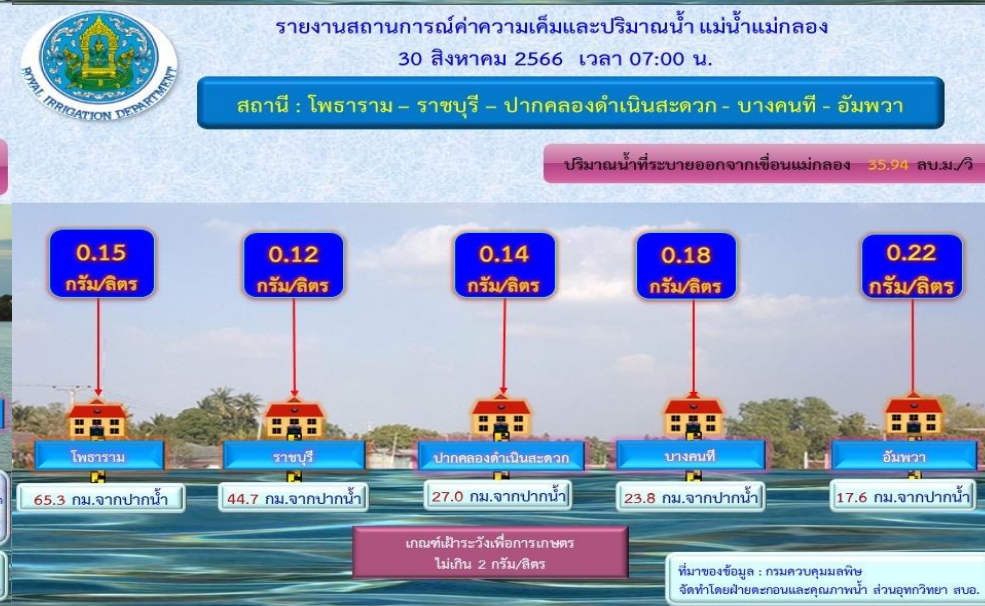 รายงานสถานการณ์ค่าความเค็มและปริมาณน้ำ แม่น้ำแม่กลอง
30 สิงหาคม 2566 เวลา 07:00 น.
ROYAL IRRIGATION DEPARTMENT
สถานี : โพธาราม – ราชบุรี – ปากคลองดำเนินสะดวก - บางคนที - อัมพวา
ปริมาณน้ำที่ระบายออกจากเขื่อนแม่กลอง 35.94 ลบ.ม./วิ
0.15 0.12 0.14 0.18 0.22
กรัม/ลิตร กรัม/ลิตร กรัม/ลิตร กรัม/ลิตร กรัม/ลิตร
โพธาราม ราชบุรี ปากคลองดำเนินสะดวก บางคนที อัมพวา
65.3 กม.จากปากน้ำ 44.7 กม.จากปากน้ำ 27.0 กม.จากปากน้ำ 23.8 กม.จากปากน้ำ 17.6 กม.จากปากน้ำ
เกณฑ์เฝ้าระวังเพื่อการเกษตร
ไม่เกิน 2 กรัม/ลิตร
ที่มาของข้อมูล : กรมควบคุมมลพิษ
จัดทำโดยฝ่ายตะกอนและคุณภาพน้ำ ส่วนอุทกวิทยา สบอ.